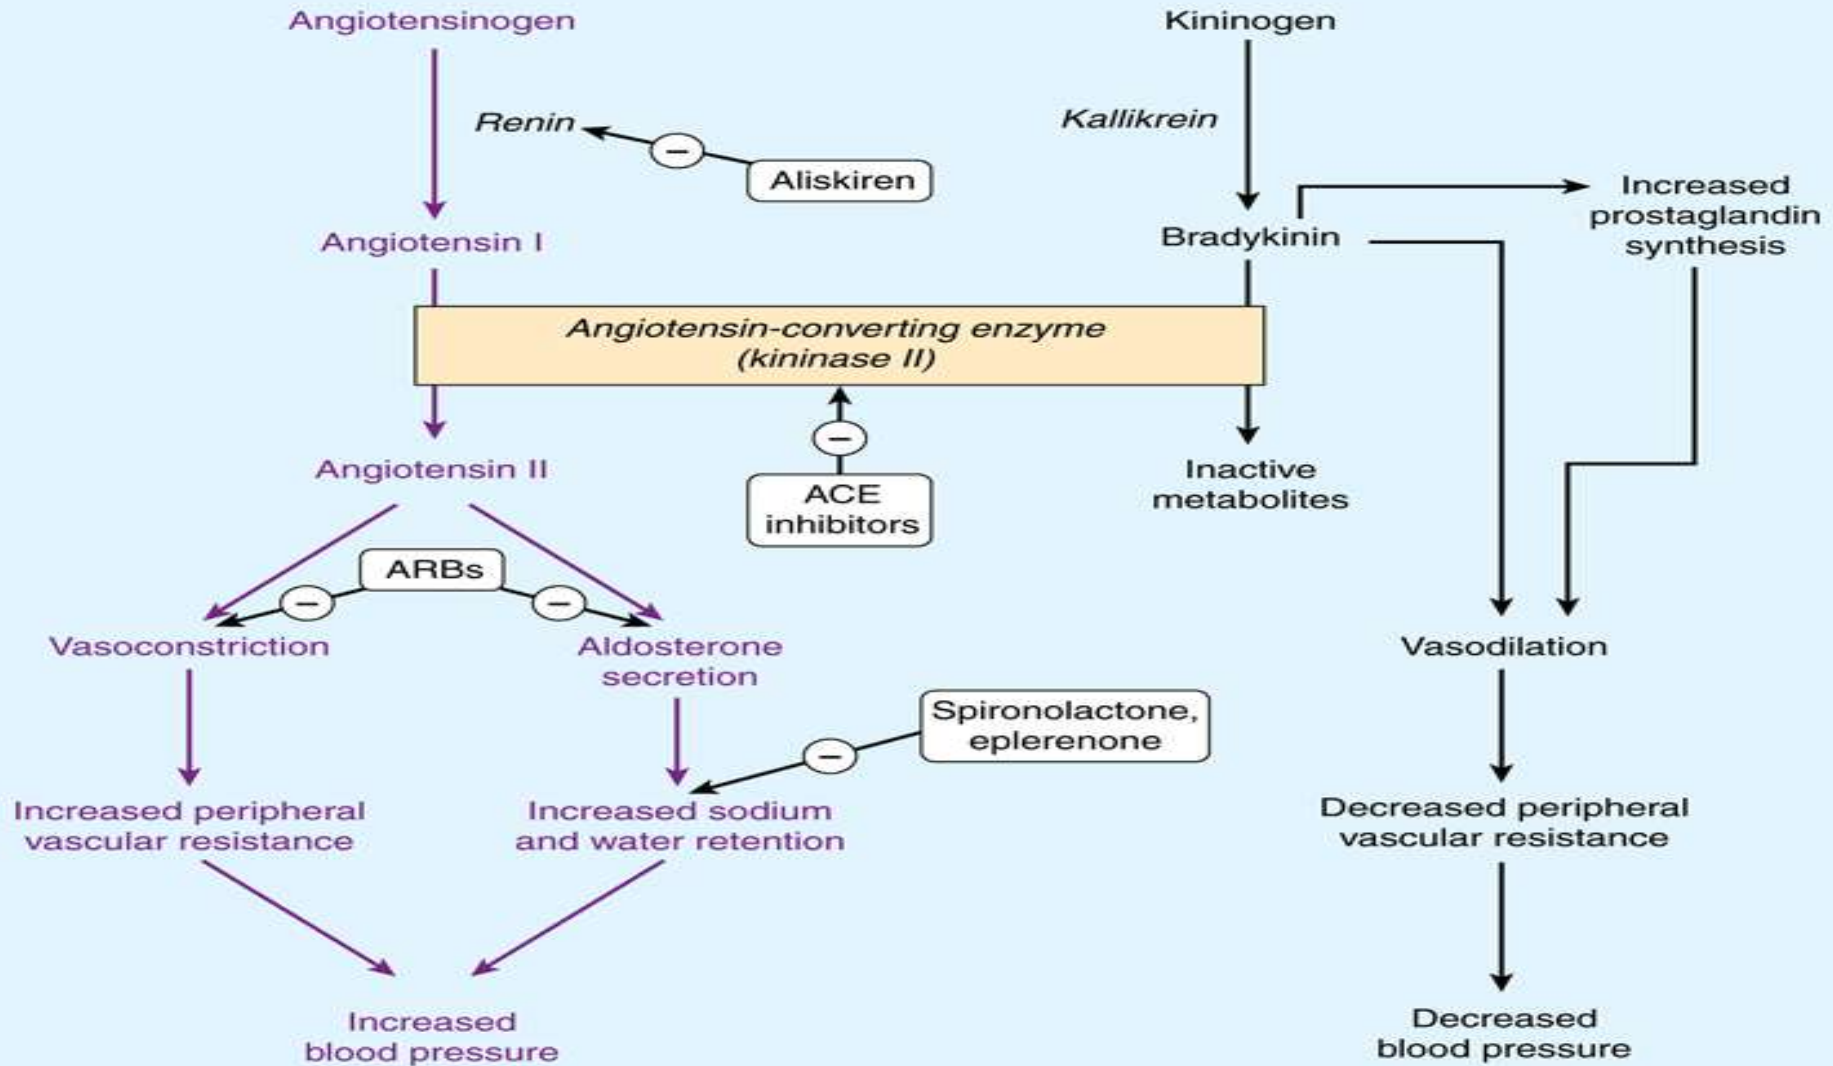 Angiotensinogen
Kininogen
Renin
Kallikrein
Aliskiren
Increased
prostaglandin
synthesis
Angiotensin I
Bradykinin
Angiotensin-converting enzyme
(kininase II)
−
−
Angiotensin II
ACE
inhibitors
Inactive
metabolites
ARBs
−
−
Vasoconstriction
Aldosterone
secretion
Vasodilation
Spironolactone,
eplerenone
−
Increased peripheral
vascular resistance
Increased sodium
and water retention
Decreased peripheral
vascular resistance
Increased
blood pressure
Decreased
blood pressure